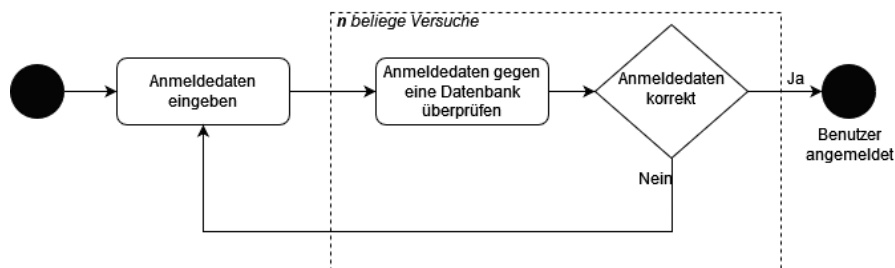 n beliege Versuche
Anmeldedaten
eingeben
Anmeldedaten gegen
eine Datenbank
überprüfen
Anmeldedaten
korrekt
Ja
Nein
Benutzer
angemeldet